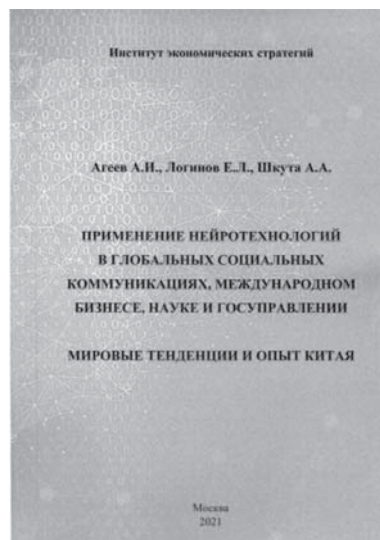 Институт экономических стратегий
Агеев А.И., Логинов Е.Л., Шкута А.А.
ПРИМЕНЕНИЕ НЕЙРОТЕХНОЛОГИЙ
В ГЛОБАЛЬНЫХ СОЦИАЛЬНЫХ
КОММУНИКАЦИЯХ, МЕЖДУНАРОДНОМ
БИЗНЕСЕ, НАУКЕ И ГОСУПРАВЛЕНИИ
МИРОВЫЕ ТЕНДЕНЦИИ И ОПЫТ КИТАЯ
Москва
2021